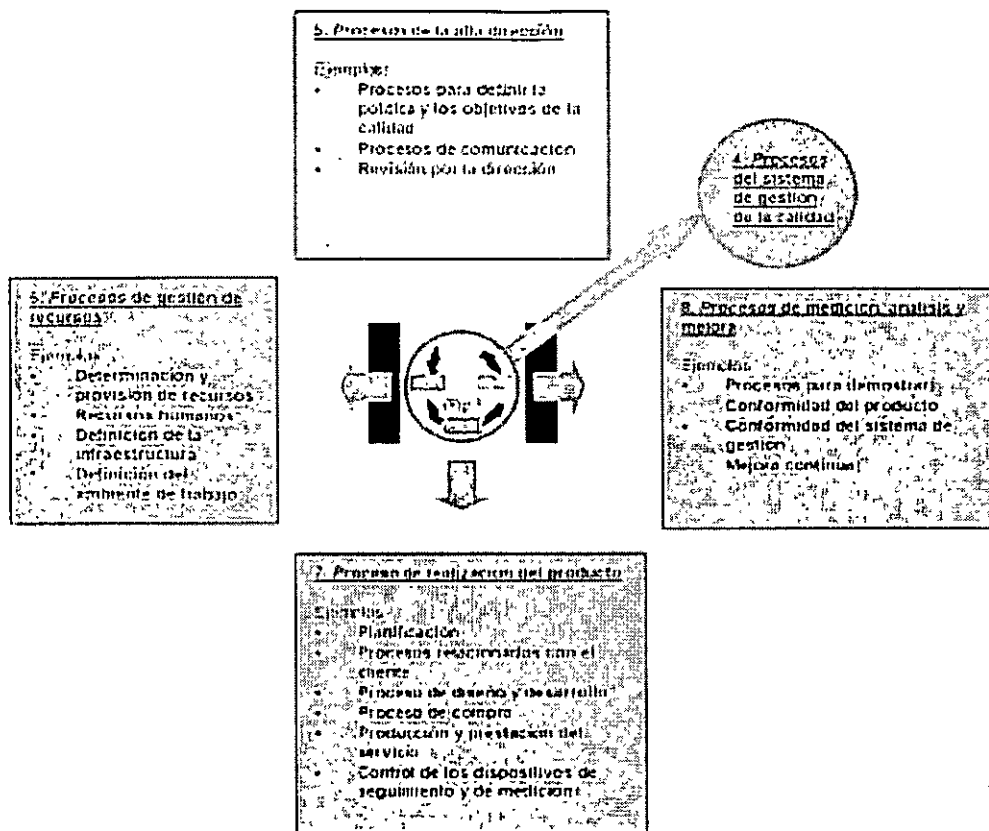 5. Procesos de la alta dirección
Ejemplos:
• Procesos para definir la
política y los objetivos de la
calidad
• Procesos de comunicación
• Revisión por la dirección
4. Procesos
del sistema
de gestión
de la calidad
6. Procesos de gestión de
recursos
Ejemplos
• Determinación y
provisión de recursos
• Recursos humanos
• Definición de la
infraestructura
• Definición del
ambiente de trabajo
8. Procesos de medición, análisis y
mejora
Ejemplos
• Procesos para demostrar
Conformidad del producto
• Conformidad del sistema de
gestión
Mejora continua
7. Proceso de realización del producto
Ejemplos
• Planificación
• Procesos relacionados con el
cliente
• Proceso de diseño y desarrollo
• Proceso de compra
• Producción y prestación del
servicio
• Control de los dispositivos de
seguimiento y de medición